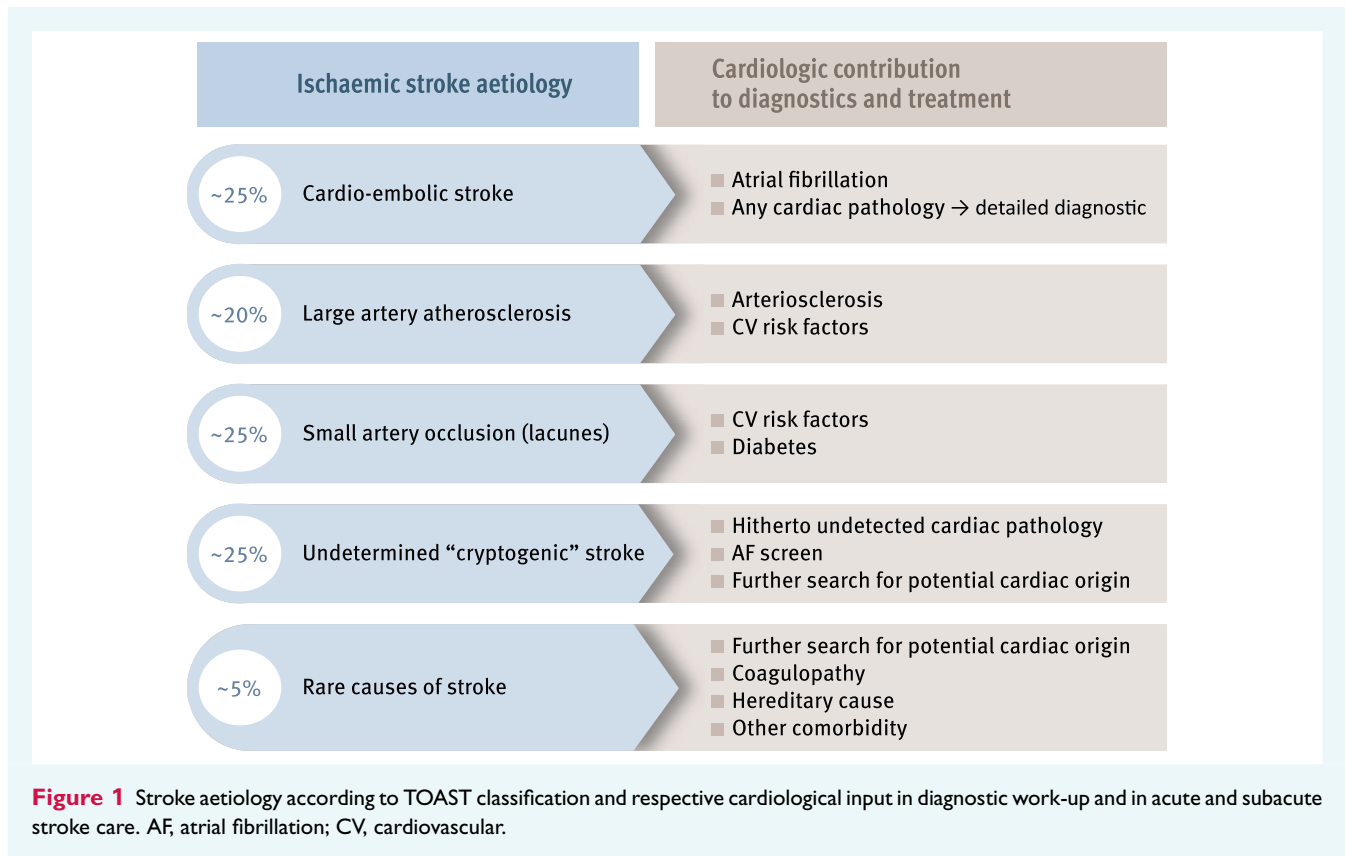 Ischaemic stroke aetiology
Cardiologic contribution
to diagnostics and treatment
~25%
Cardio-embolic stroke
■ Atrial fibrillation
■ Any cardiac pathology → detailed diagnostic
~20%
Large artery atherosclerosis
■ Arteriosclerosis
■ CV risk factors
~25%
Small artery occlusion (lacunes)
■ CV risk factors
■ Diabetes
~25%
Undetermined “cryptogenic” stroke
■ Hitherto undetected cardiac pathology
■ AF screen
■ Further search for potential cardiac origin
~5%
Rare causes of stroke
■ Further search for potential cardiac origin
■ Coagulopathy
■ Hereditary cause
■ Other comorbidity
Figure 1 Stroke aetiology according to TOAST classification and respective cardiological input in diagnostic work-up and in acute and subacute
stroke care. AF, atrial fibrillation; CV, cardiovascular.